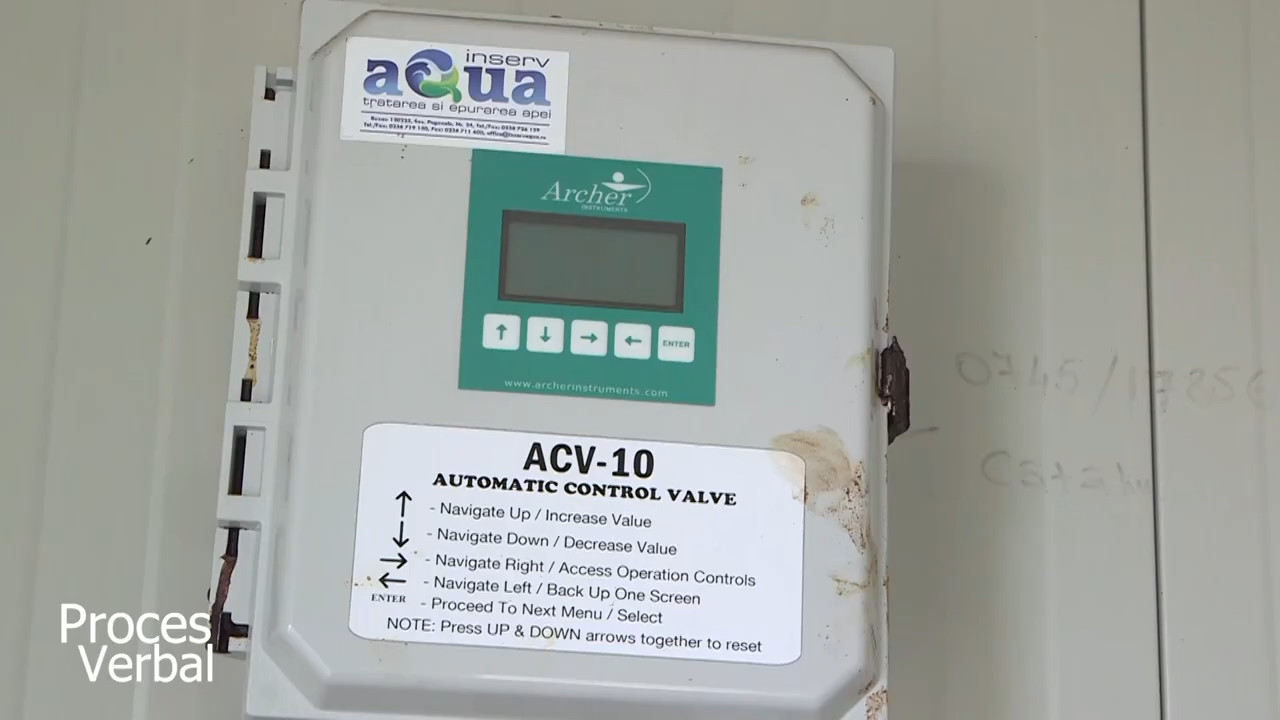 inserv
aqua
tratarea si epurarea apei
Archer
INSTRUMENTS
ENTER
www.archerinstruments.com
ACV-10
AUTOMATIC CONTROL VALVE
↑ - Navigate Up / Increase Value
↓ - Navigate Down / Decrease Value
→ - Navigate Right / Access Operation Controls
← - Navigate Left / Back Up One Screen
ENTER - Proceed To Next Menu / Select
NOTE: Press UP & DOWN arrows together to reset
Proces
Verbal